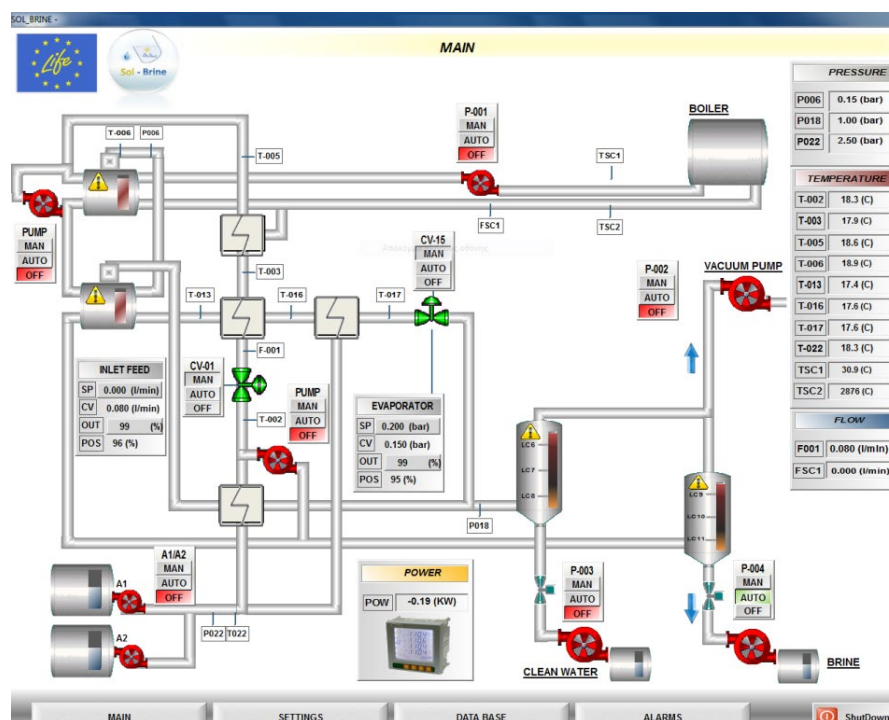 SOL_BRINE -
MAIN
Life
Sol - Brine
PRESSURE
P006 0.15 (bar)
P018 1.00 (bar)
P022 2.50 (bar)
TEMPERATURE
T-002 18.3 (C)
T-003 17.9 (C)
T-005 18.6 (C)
T-006 18.9 (C)
T-013 17.4 (C)
T-016 17.6 (C)
T-017 17.6 (C)
T-022 18.3 (C)
TSC1 30.9 (C)
TSC2 2876 (C)
FLOW
F001 0.080 (l/min)
FSC1 0.000 (l/min)
P-001
MAN
AUTO
OFF
BOILER
T-006 P006
T-005
TSC1
FSC1
TSC2
PUMP
MAN
AUTO
OFF
T-003
CV-15
MAN
AUTO
OFF
P-002
MAN
AUTO
OFF
VACUUM PUMP
T-013
T-016
T-017
F-001
INLET FEED
SP 0.000 (l/min)
CV 0.080 (l/min)
OUT 99 (%)
POS 96 (%)
CV-01
MAN
AUTO
OFF
T-002
PUMP
MAN
AUTO
OFF
EVAPORATOR
SP 0.200 (bar)
CV 0.150 (bar)
OUT 99 (%)
POS 95 (%)
LC6
LC7
LC8
LC9
LC10
LC11
P018
A1/A2
MAN
AUTO
OFF
A1
A2
P022 T022
POWER
POW -0.19 (KW)
P-003
MAN
AUTO
OFF
CLEAN WATER
P-004
MAN
AUTO
OFF
BRINE
MAIN
SETTINGS
DATA BASE
ALARMS
ShutDown